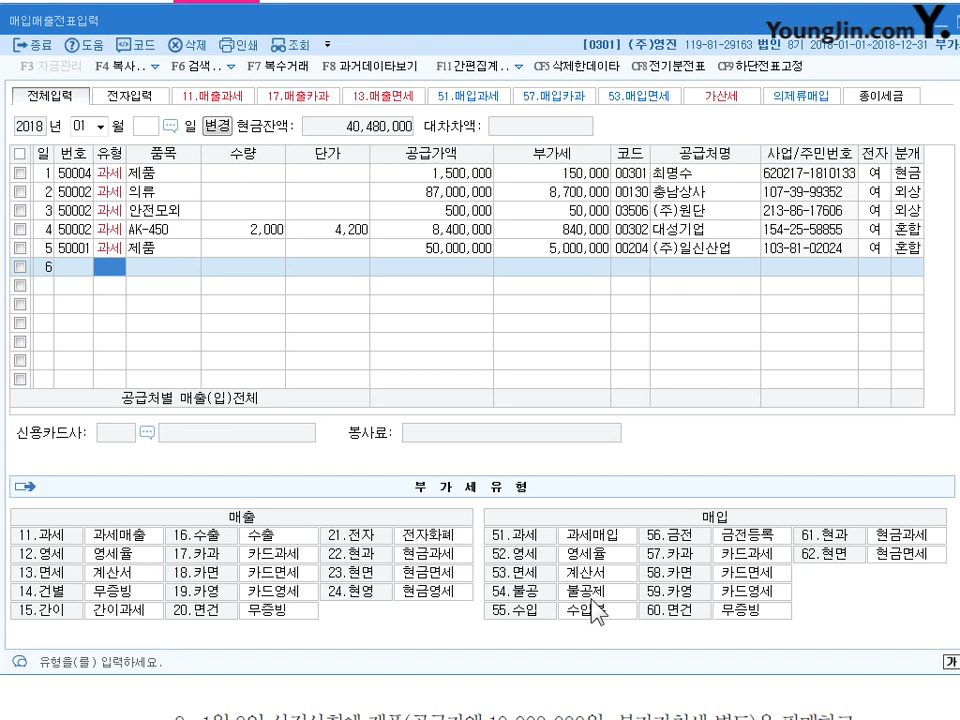 매입매출전표입력
YoungJin.com Y.
종료 도움 코드 삭제 인쇄 조회 [0301] (주)영진 119-81-29163 법인 8기 2018-01-01~2018-12-31 부가
F3 자금관리 F4 복사.. F6 검색.. F7 복수거래 F8 과거데이타보기 F11간편집계.. CF5 삭제한데이타 CF8 전기분전표 CF9 하단전표고정
전체입력 전자입력 11.매출과세 17.매출카과 13.매출면세 51.매입과세 57.매입카과 53.매입면세 가산세 의제류매입 종이세금
2018 년 01 월 일 변경 현금잔액: 40,480,000 대차차액:
일 번호 유형 품목 수량 단가 공급가액 부가세 코드 공급처명 사업/주민번호 전자 분개
1 50004 과세 제품 1,500,000 150,000 00301 최명수 620217-1810133 여 현금
2 50002 과세 의류 87,000,000 8,700,000 00130 충남상사 107-39-99352 여 외상
3 50002 과세 안전모외 500,000 50,000 03506 (주)원단 213-86-17606 여 외상
4 50002 과세 AK-450 2,000 4,200 8,400,000 840,000 00302 대성기업 154-25-58855 여 혼합
5 50001 과세 제품 50,000,000 5,000,000 00204 (주)일신산업 103-81-02024 여 혼합
6
공급처별 매출(입)전체
신용카드사: 봉사료:
부 가 세 유 형
매출 매입
11.과세 과세매출 16.수출 수출 21.전자 전자화폐 51.과세 과세매입 56.금전 금전등록 61.현과 현금과세
12.영세 영세율 17.카과 카드과세 22.현과 현금과세 52.영세 영세율 57.카과 카드과세 62.현면 현금면세
13.면세 계산서 18.카면 카드면세 23.현면 현금면세 53.면세 계산서 58.카면 카드면세
14.건별 무증빙 19.카영 카드영세 24.현영 현금영세 54.불공 불공제 59.카영 카드영세
15.간이 간이과세 20.면건 무증빙 55.수입 60.면건 무증빙
유형을(를) 입력하세요. 가